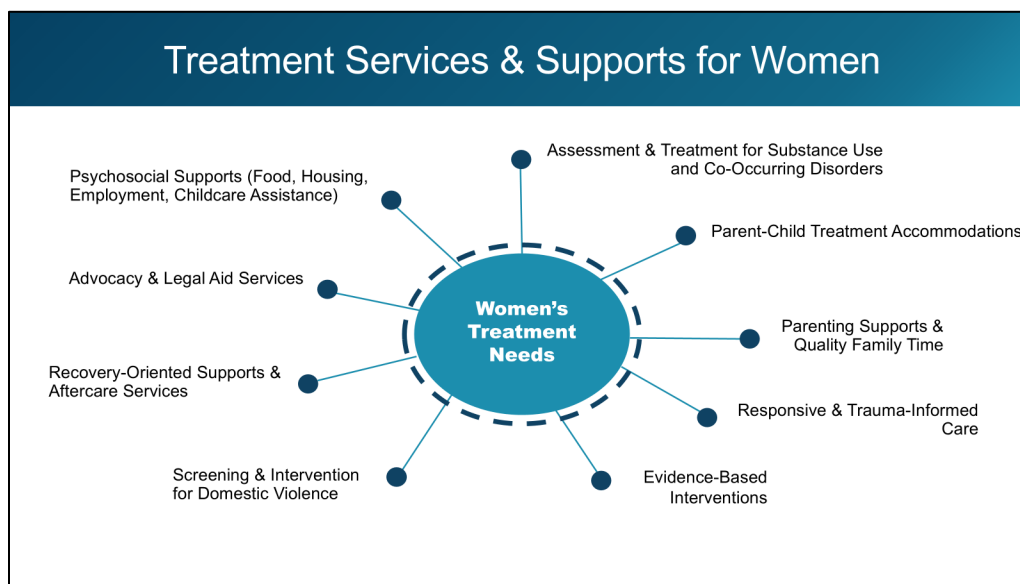 Treatment Services & Supports for Women
Assessment & Treatment for Substance Use
and Co-Occurring Disorders
Psychosocial Supports (Food, Housing,
Employment, Childcare Assistance)
Parent-Child Treatment Accommodations
Advocacy & Legal Aid Services
Women’s
Treatment
Needs
Parenting Supports &
Quality Family Time
Recovery-Oriented Supports &
Aftercare Services
Responsive & Trauma-Informed
Care
Screening & Intervention
for Domestic Violence
Evidence-Based
Interventions